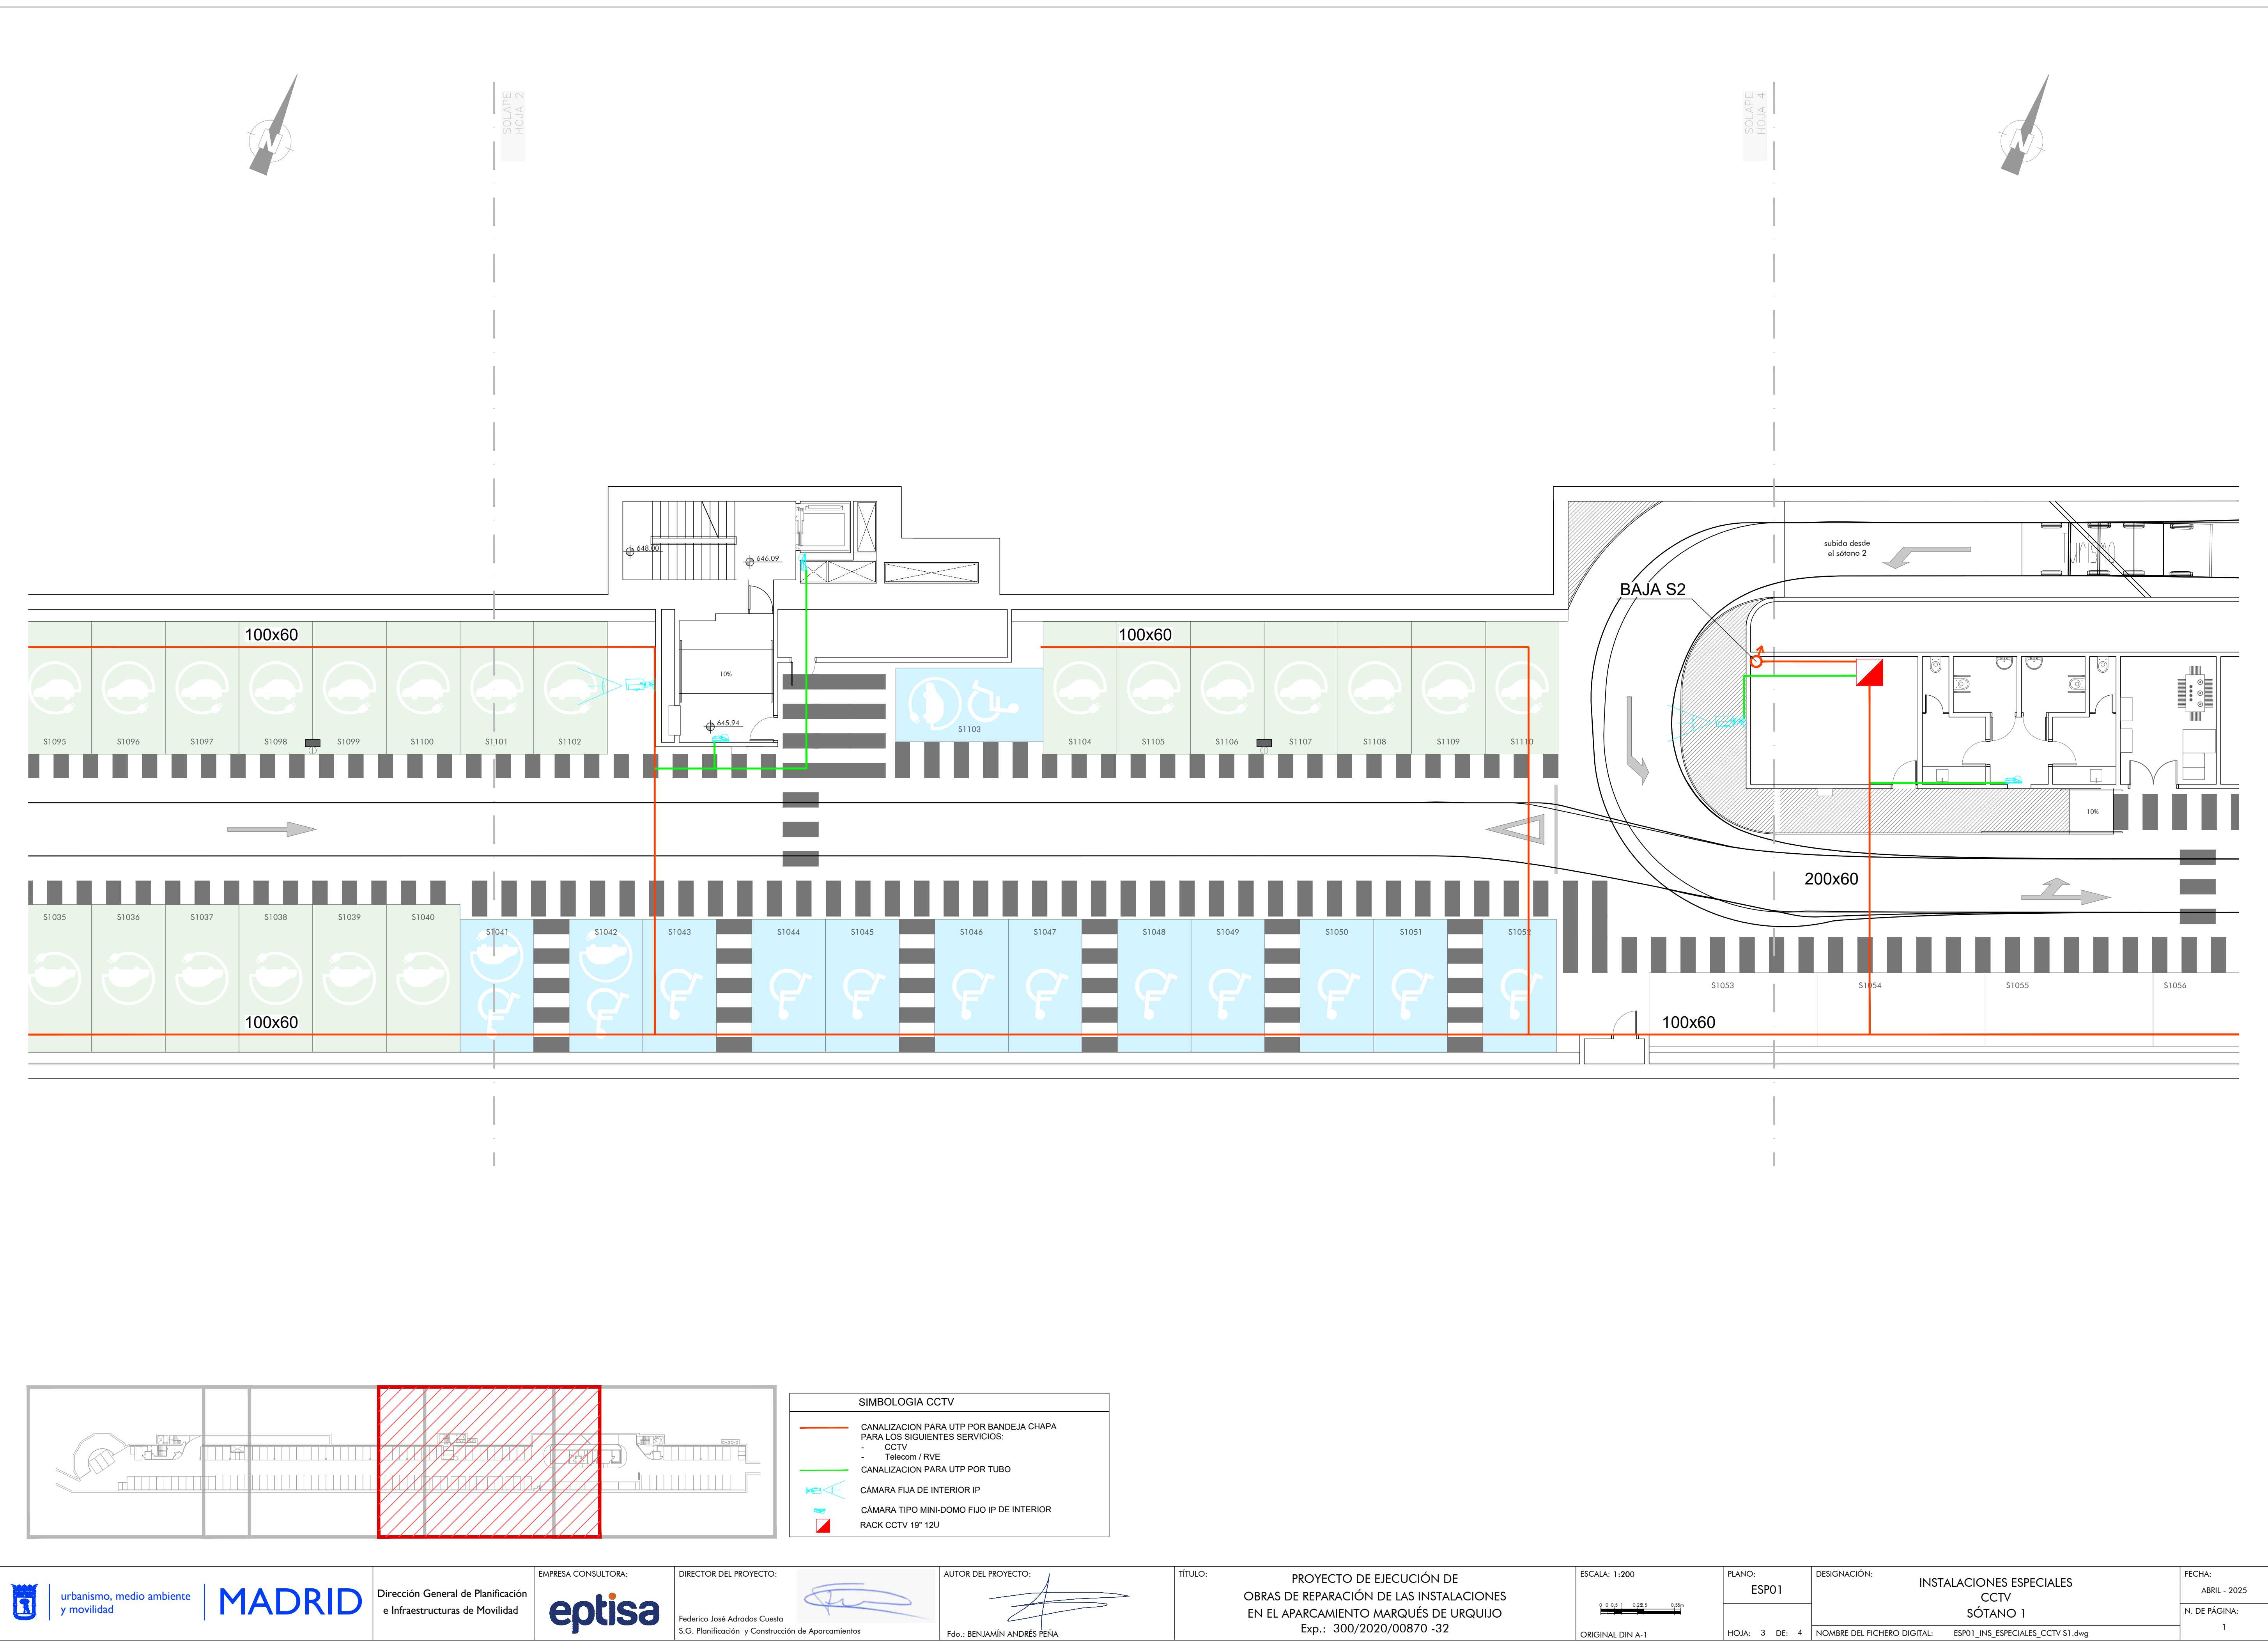 SOLAPE
HOJA 2
SOLAPE
HOJA 4
N
N
648.00
646.09
subida desde
el sótano 2
Turismo
BAJA S2
100x60
100x60
10%
645.94
S1095
S1096
S1097
S1098
S1099
S1100
S1101
S1102
S1103
S1104
S1105
S1106
S1107
S1108
S1109
S1110
10%
200x60
S1035
S1036
S1037
S1038
S1039
S1040
S1041
S1042
S1043
S1044
S1045
S1046
S1047
S1048
S1049
S1050
S1051
S1052
S1053
S1054
S1055
S1056
100x60
100x60
SIMBOLOGIA CCTV
CANALIZACION PARA UTP POR BANDEJA CHAPA
PARA LOS SIGUIENTES SERVICIOS:
- CCTV
- Telecom / RVE
CANALIZACION PARA UTP POR TUBO
CÁMARA FIJA DE INTERIOR IP
CÁMARA TIPO MINI-DOMO FIJO IP DE INTERIOR
RACK CCTV 19" 12U
urbanismo, medio ambiente
y movilidad
MADRID
Dirección General de Planificación
e Infraestructuras de Movilidad
EMPRESA CONSULTORA:
eptisa
DIRECTOR DEL PROYECTO:
Federico José Adrados Cuesta
S.G. Planificación y Construcción de Aparcamientos
AUTOR DEL PROYECTO:
Fdo.: BENJAMÍN ANDRÉS PEÑA
TÍTULO:
PROYECTO DE EJECUCIÓN DE
OBRAS DE REPARACIÓN DE LAS INSTALACIONES
EN EL APARCAMIENTO MARQUÉS DE URQUIJO
Exp.: 300/2020/00870 -32
ESCALA: 1:200
ORIGINAL DIN A-1
PLANO:
ESP01
HOJA: 3 DE: 4
DESIGNACIÓN:
INSTALACIONES ESPECIALES
CCTV
SÓTANO 1
NOMBRE DEL FICHERO DIGITAL: ESP01_INS_ESPECIALES_CCTV S1.dwg
FECHA:
ABRIL - 2025
N. DE PÁGINA:
1